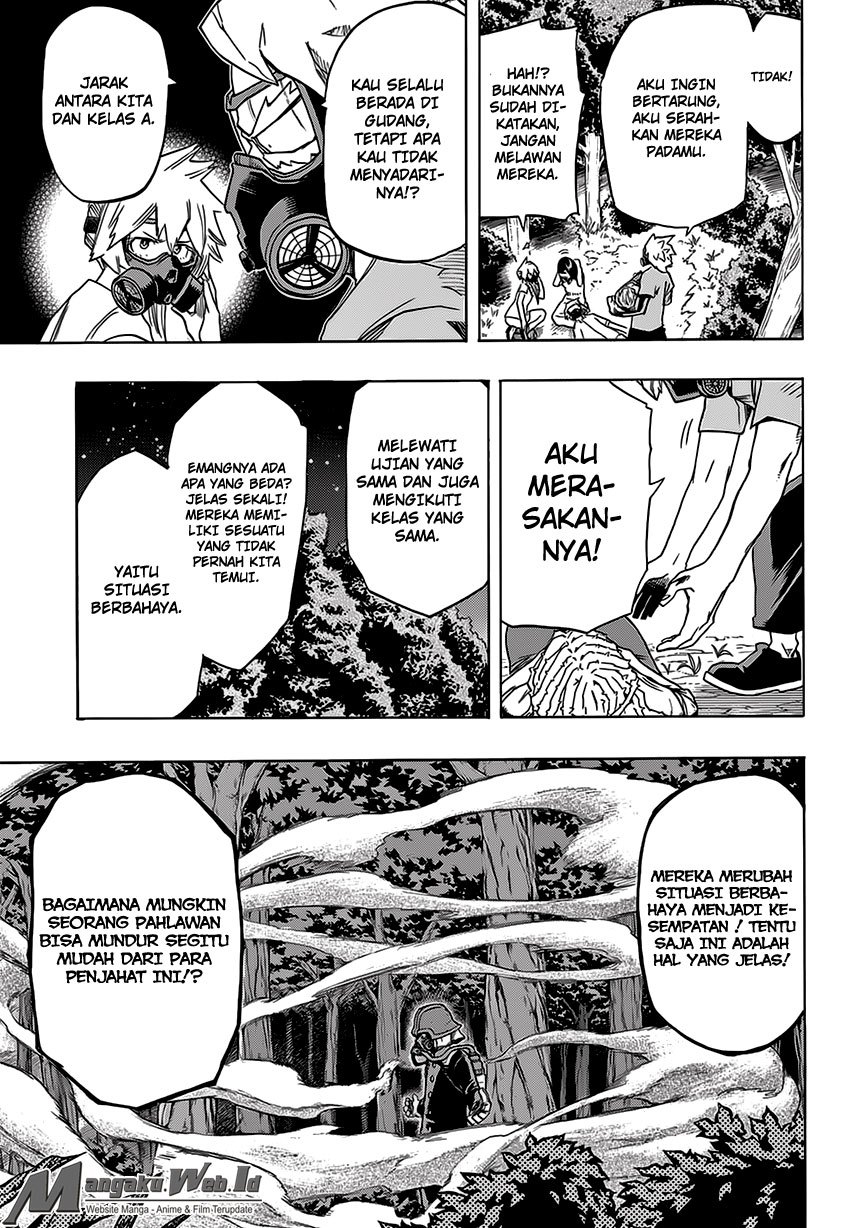 TIDAK!
AKU INGIN
BERTARUNG,
AKU SERAH-
KAN MEREKA
PADAMU.
HAH!?
BUKANNYA
SUDAH DI-
KATAKAN,
JANGAN
MELAWAN
MEREKA.
KAU SELALU
BERADA DI
GUDANG,
TETAPI APA
KAU TIDAK
MENYADARI-
NYA!?
JARAK
ANTARA KITA
DAN KELAS A.
AKU
MERA-
SAKAN-
NYA!
MELEWATI
UJIAN YANG
SAMA DAN JUGA
MENGIKUTI
KELAS YANG
SAMA.
EMANGNYA ADA
APA YANG BEDA?
JELAS SEKALI!
MEREKA MEMI-
LIKI SESUATU
YANG TIDAK
PERNAH KITA
TEMUI.
YAITU
SITUASI
BERBAHAYA.
MEREKA MERUBAH
SITUASI BERBA-
HAYA MENJADI KE-
SEMPATAN ! TENTU
SAJA INI ADALAH
HAL YANG JELAS!
BAGAIMANA MUNGKIN
SEORANG PAHLAWAN
BISA MUNDUR SEGITU
MUDAH DARI PARA
PENJAHAT INI!?
Mangaku.Web.Id
Website Manga - Anime & Film Terupdate